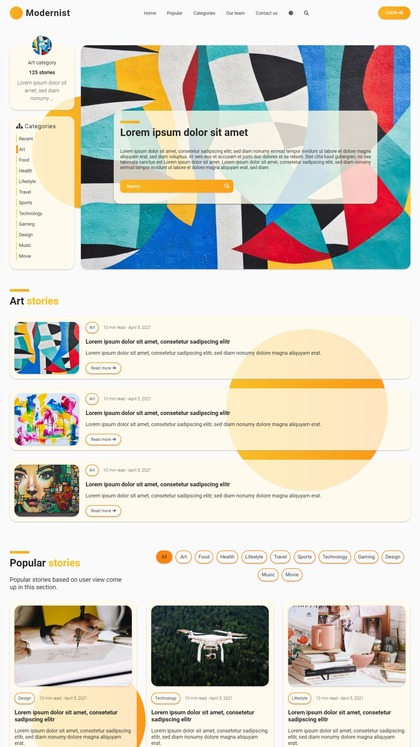 Modernist
Home Popular Categories Our team Contact us
LOGIN
Art category
125 stories
Lorem ipsum dolor sit
amet, consectetur elit,
sed diam
nonumy ...
Categories
Recent
Art
Food
Health
Lifestyle
Travel
Sports
Technology
Gaming
Design
Music
Movie
Lorem ipsum dolor sit amet
Lorem ipsum dolor sit amet, consetetur sadipscing elitr, sed diam nonumy eirmod tempor invidunt ut labore et dolore magna
aliquyam erat, sed diam voluptua. At vero eos et accusam et justo duo dolores et ea rebum. Stet clita kasd gubergren, no sea
takimata sanctus est Lorem ipsum dolor sit amet. Lorem ipsum dolor sit amet, consetetur sadipscing elitr, sed diam nonumy
eirmod tempor invidunt ut labore et dolore magna aliquyam erat, sed diam.
Search...
Art stories
Art 10 min read - April 5, 2021
Lorem ipsum dolor sit amet, consetetur sadipscing elitr
Lorem ipsum dolor sit amet, consetetur sadipscing elitr, sed diam nonumy dolore magna aliquyam erat.
Read more
Art 10 min read - April 5, 2021
Lorem ipsum dolor sit amet, consetetur sadipscing elitr
Lorem ipsum dolor sit amet, consetetur sadipscing elitr, sed diam nonumy dolore magna aliquyam erat.
Read more
Art 10 min read - April 5, 2021
Lorem ipsum dolor sit amet, consetetur sadipscing elitr
Lorem ipsum dolor sit amet, consetetur sadipscing elitr, sed diam nonumy dolore magna aliquyam erat.
Read more
Popular stories
Popular stories based on user view come
up in this section.
All Art Food Health Lifestyle Travel Sports Technology Gaming Design
Music Movie
Design 10 min read - April 5, 2021
Lorem ipsum dolor sit amet, consetetur
sadipscing elitr
Lorem ipsum dolor sit amet, consetetur
sadipscing elitr, sed diam nonumy
dolore magna aliquyam
erat.
Technology 10 min read - April 5, 2021
Lorem ipsum dolor sit amet, consetetur
sadipscing elitr
Lorem ipsum dolor sit amet, consetetur
sadipscing elitr, sed diam nonumy
dolore magna aliquyam
erat.
Lifestyle 10 min read - April 5, 2021
Lorem ipsum dolor sit amet, consetetur
sadipscing elitr
Lorem ipsum dolor sit amet, consetetur
sadipscing elitr, sed diam nonumy
dolore magna aliquyam
erat.